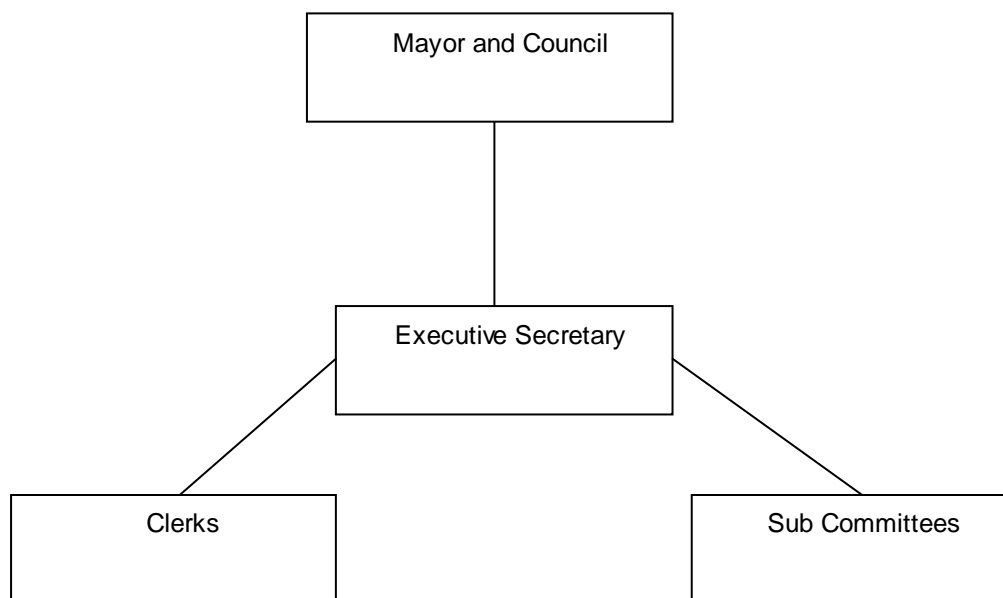 Mayor and Council
Executive Secretary
Clerks
Sub Committees